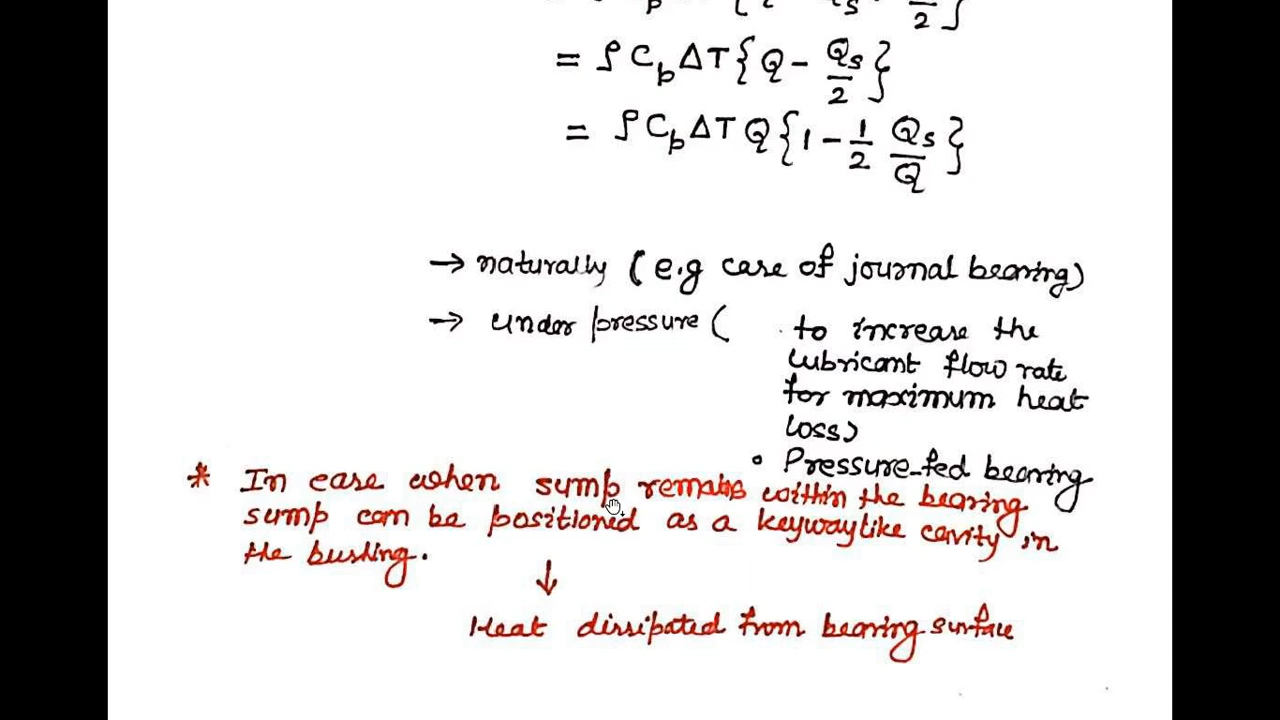 = ρ C_p ΔT {Q - Q_s/2}
= ρ C_p ΔT Q {1 - 1/2 Q_s/Q}
→ naturally (e.g case of journal bearing)
→ under pressure ( to increase the
lubricant flow rate
for maximum heat
loss)
• Pressure-fed bearing
* In case when sump remains within the bearing
sump can be positioned as a keyway like cavity in
the bushing.
↓
Heat dissipated from bearing surface